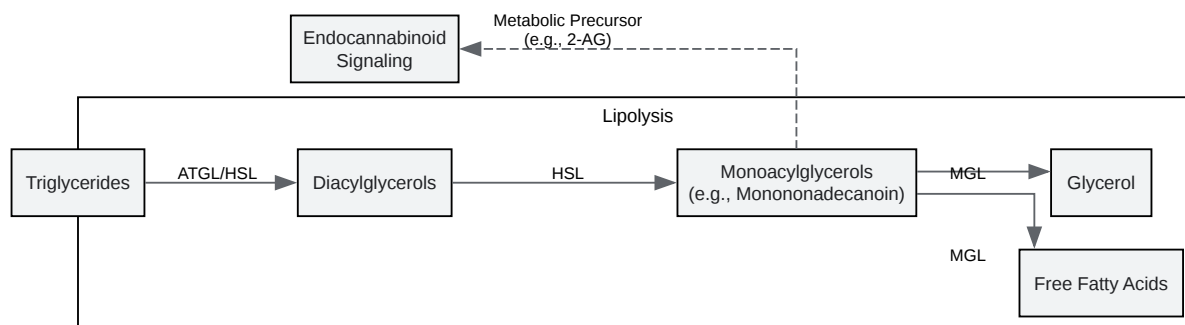 Metabolic Precursor
(e.g., 2-AG)
Endocannabinoid
Signaling
Lipolysis
Triglycerides
ATGL/HSL
Diacylglycerols
HSL
Monoacylglycerols
(e.g., Monononadecanoin)
MGL
Glycerol
MGL
Free Fatty Acids